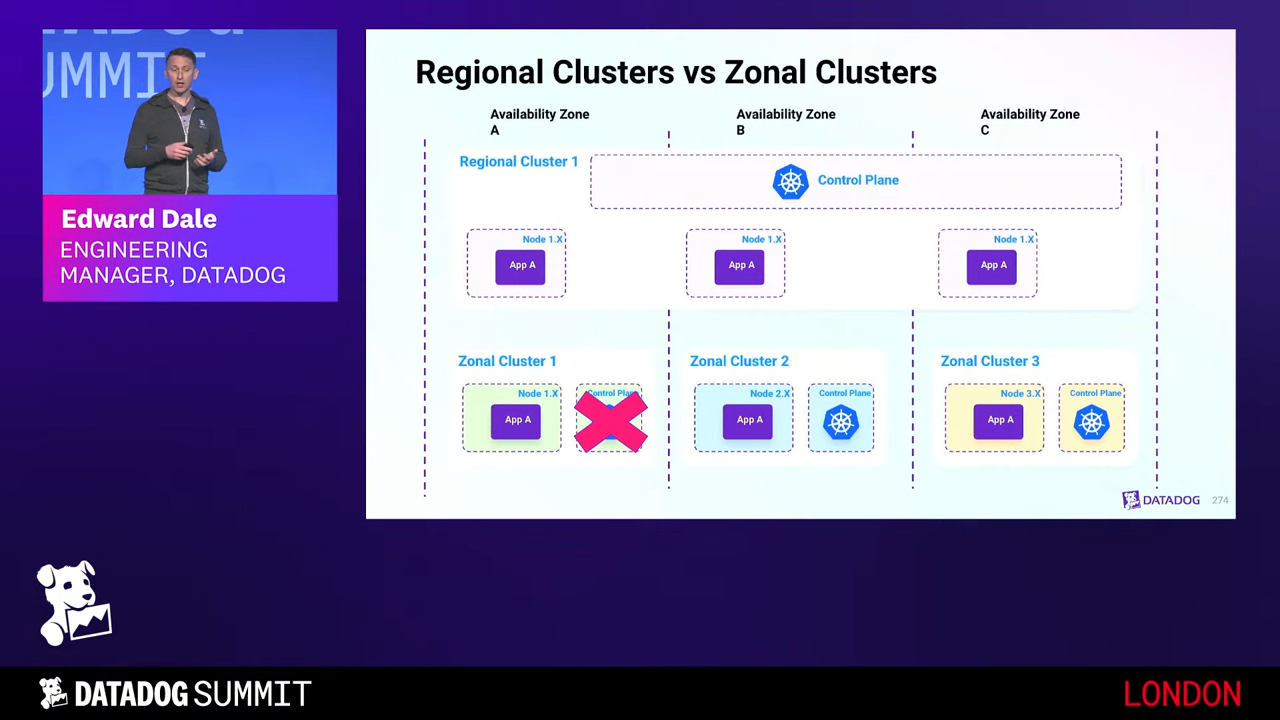 UMMIT
Edward Dale
ENGINEERING
MANAGER, DATADOG
Regional Clusters vs Zonal Clusters
Availability Zone
A
Availability Zone
B
Availability Zone
C
Regional Cluster 1
Control Plane
Node 1.X
App A
Node 1.X
App A
Node 1.X
App A
Zonal Cluster 1
Zonal Cluster 2
Zonal Cluster 3
Node 1.X
App A
Control Plane
Node 2.X
App A
Control Plane
Node 3.X
App A
Control Plane
DATADOG
274
DATADOG SUMMIT
LONDON